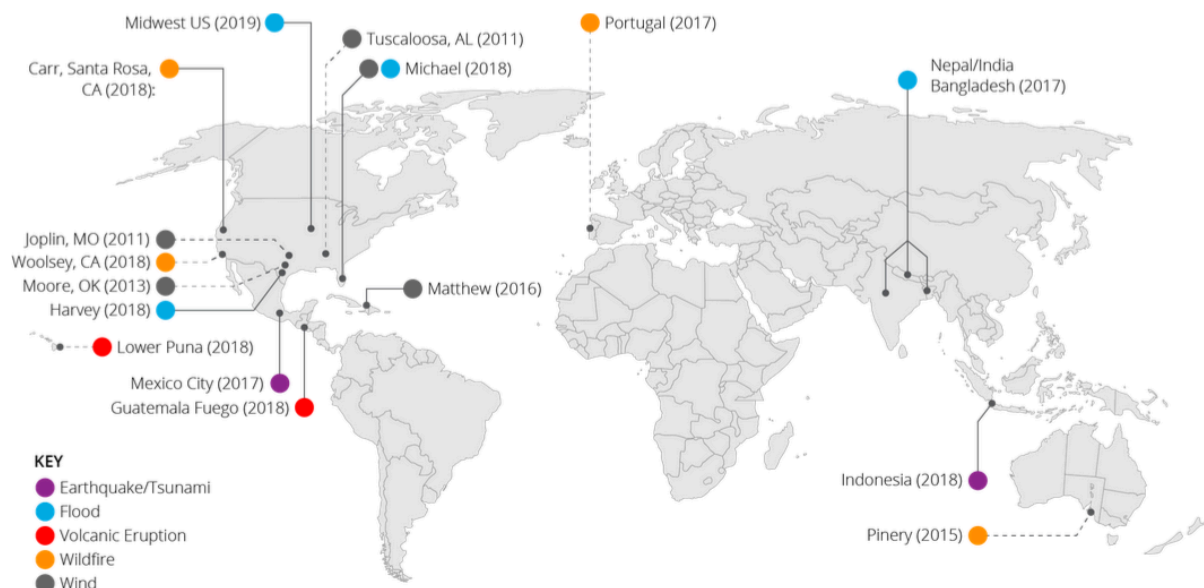 Midwest US (2019)
Portugal (2017)
Tuscaloosa, AL (2011)
Carr, Santa Rosa,
CA (2018):
Michael (2018)
Nepal/India
Bangladesh (2017)
Joplin, MO (2011)
Woolsey, CA (2018)
Moore, OK (2013)
Harvey (2018)
Matthew (2016)
Lower Puna (2018)
Mexico City (2017)
Guatemala Fuego (2018)
Indonesia (2018)
Pinery (2015)
KEY
Earthquake/Tsunami
Flood
Volcanic Eruption
Wildfire
Wind